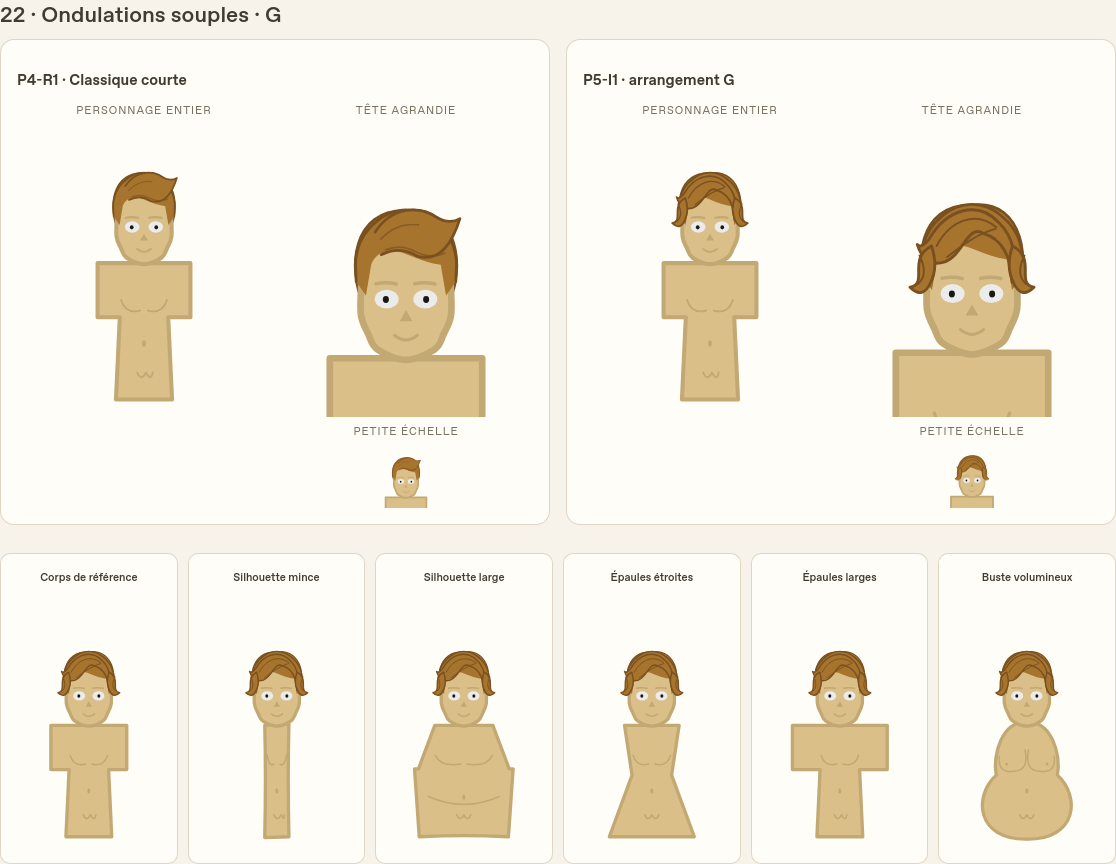 22 · Ondulations souples · G
P4-R1 · Classique courte
PERSONNAGE ENTIER
TÊTE AGRANDIE
PETITE ÉCHELLE
P5-I1 · arrangement G
PERSONNAGE ENTIER
TÊTE AGRANDIE
PETITE ÉCHELLE
Corps de référence
Silhouette mince
Silhouette large
Épaules étroites
Épaules larges
Buste volumineux